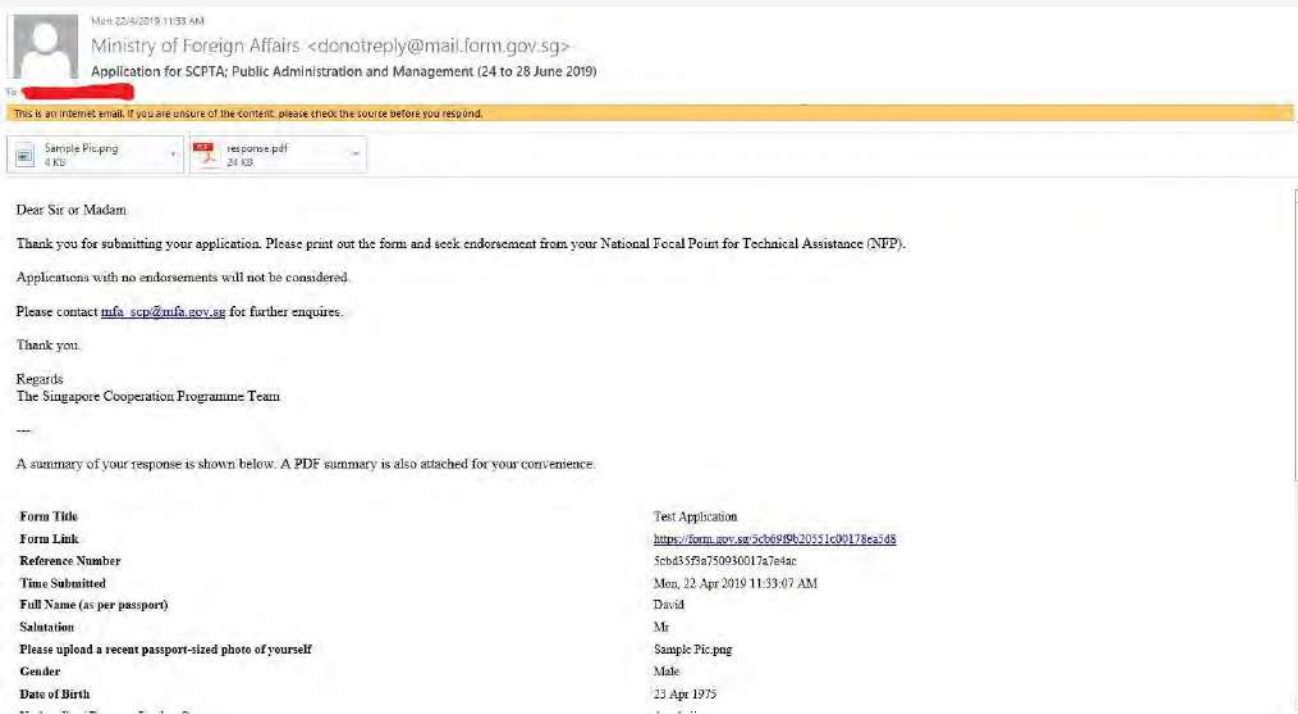 Mon 22/4/2019 11:33 AM
Ministry of Foreign Affairs <donotreply@mail.form.gov.sg>
Application for SCPTA; Public Administration and Management (24 to 28 June 2019)
To
This is an internet email. If you are unsure of the content, please check the source before you respond.
Sample Pic.png
4 KB
response.pdf
24 KB
Dear Sir or Madam
Thank you for submitting your application. Please print out the form and seek endorsement from your National Focal Point for Technical Assistance (NFP).
Applications with no endorsements will not be considered.
Please contact mfa_scp@mfa.gov.sg for further enquires.
Thank you.
Regards
The Singapore Cooperation Programme Team
---
A summary of your response is shown below. A PDF summary is also attached for your convenience.
Form Title Test Application
Form Link https://form.gov.sg/5cb69f9b20551c00178ea5d8
Reference Number 5cbd35f3a750930017a7e4ac
Time Submitted Mon, 22 Apr 2019 11:33:07 AM
Full Name (as per passport) David
Salutation Mr
Please upload a recent passport-sized photo of yourself Sample Pic.png
Gender Male
Date of Birth 23 Apr 1975